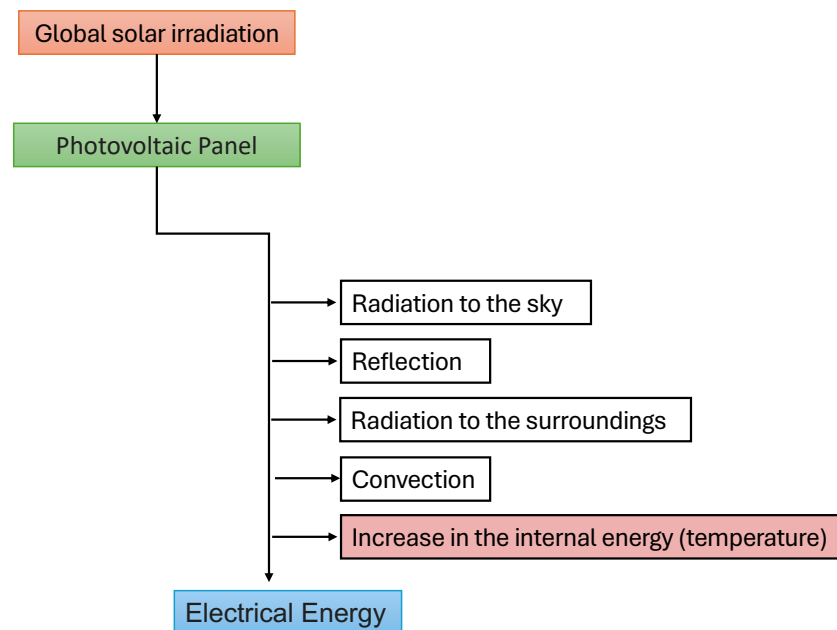 Global solar irradiation
Photovoltaic Panel
Radiation to the sky
Reflection
Radiation to the surroundings
Convection
Increase in the internal energy (temperature)
Electrical Energy